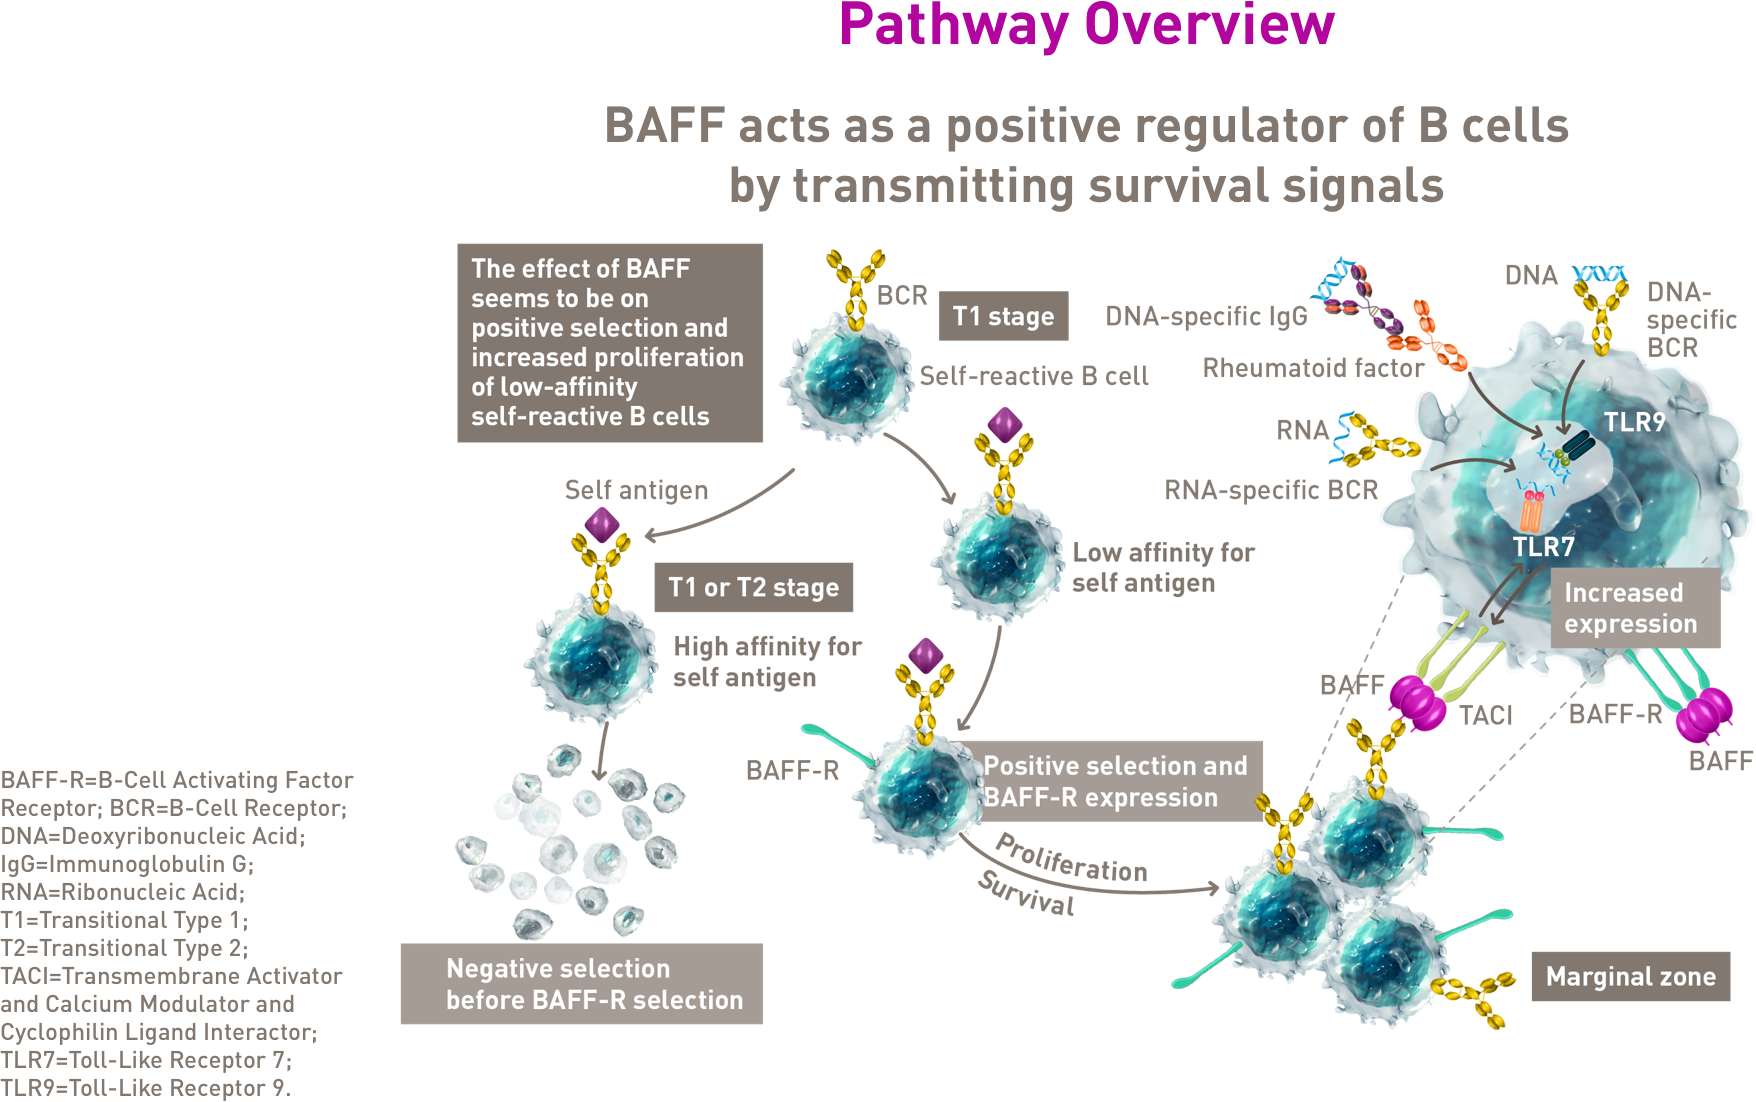 Pathway Overview
BAFF acts as a positive regulator of B cells
by transmitting survival signals
The effect of BAFF
seems to be on
positive selection and
increased proliferation
of low-affinity
self-reactive B cells
BCR
T1 stage
Self-reactive B cell
Self antigen
T1 or T2 stage
High affinity for
self antigen
Low affinity for
self antigen
BAFF-R
Positive selection and
BAFF-R expression
Proliferation
Survival
Negative selection
before BAFF-R selection
DNA-specific IgG
Rheumatoid factor
DNA
DNA-
specific
BCR
RNA
RNA-specific BCR
TLR9
TLR7
Increased
expression
BAFF
TACI
BAFF-R
BAFF
Marginal zone
BAFF-R=B-Cell Activating Factor
Receptor; BCR=B-Cell Receptor;
DNA=Deoxyribonucleic Acid;
IgG=Immunoglobulin G;
RNA=Ribonucleic Acid;
T1=Transitional Type 1;
T2=Transitional Type 2;
TACI=Transmembrane Activator
and Calcium Modulator and
Cyclophilin Ligand Interactor;
TLR7=Toll-Like Receptor 7;
TLR9=Toll-Like Receptor 9.